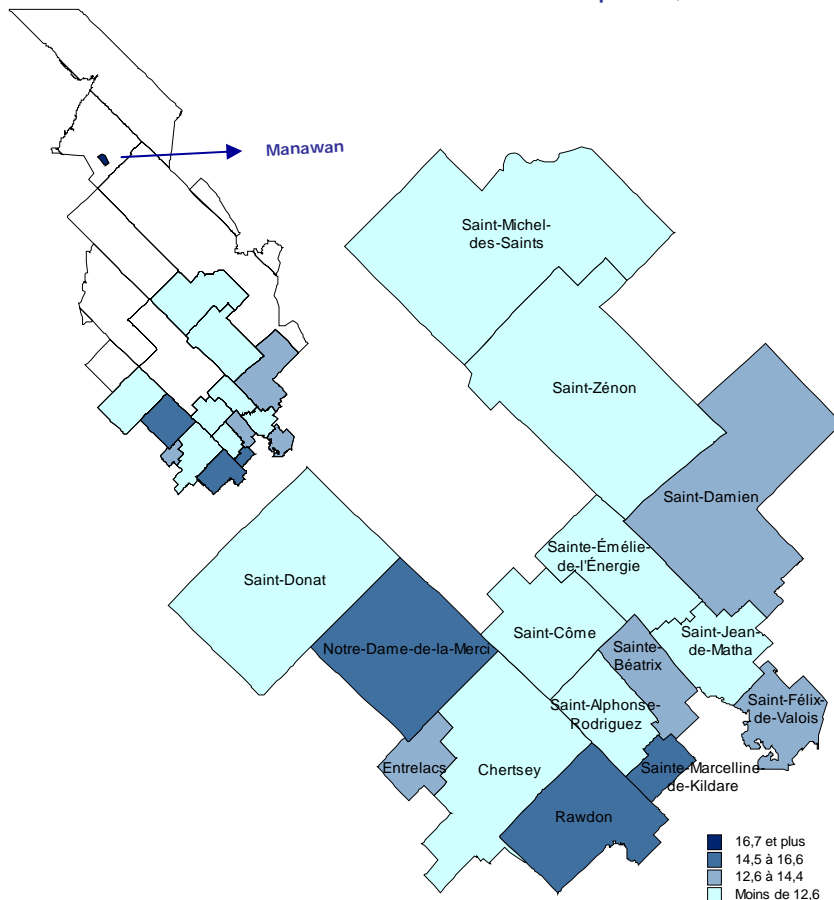 Manawan
Saint-Michel-
des-Saints
Saint-Zénon
Saint-Damien
Sainte-Émélie-
de-l'Énergie
Saint-Donat
Saint-Côme
Saint-Jean-
de-Matha
Notre-Dame-de-la-Merci
Sainte-
Béatrix
Saint-Félix-
de-Valois
Saint-Alphonse-
Rodriguez
Entrelacs
Chertsey
Sainte-Marcelline-
de-Kildare
Rawdon
16,7 et plus
14,5 à 16,6
12,6 à 14,4
Moins de 12,6